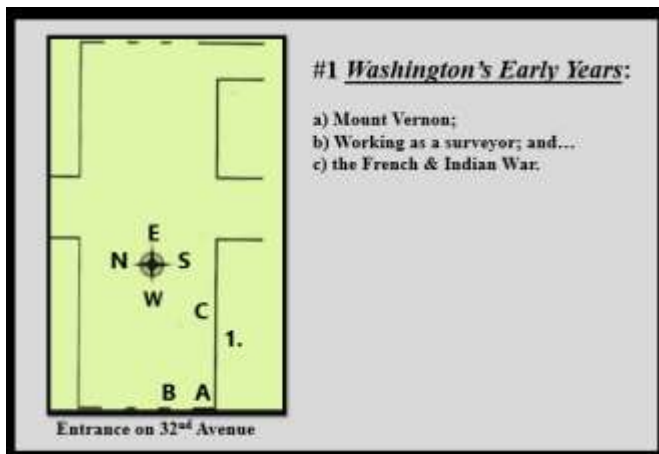 #1 Washington's Early Years:
a) Mount Vernon;
b) Working as a surveyor; and…
c) the French & Indian War.
E
N S
W
C
1.
B A
Entrance on 32nd Avenue